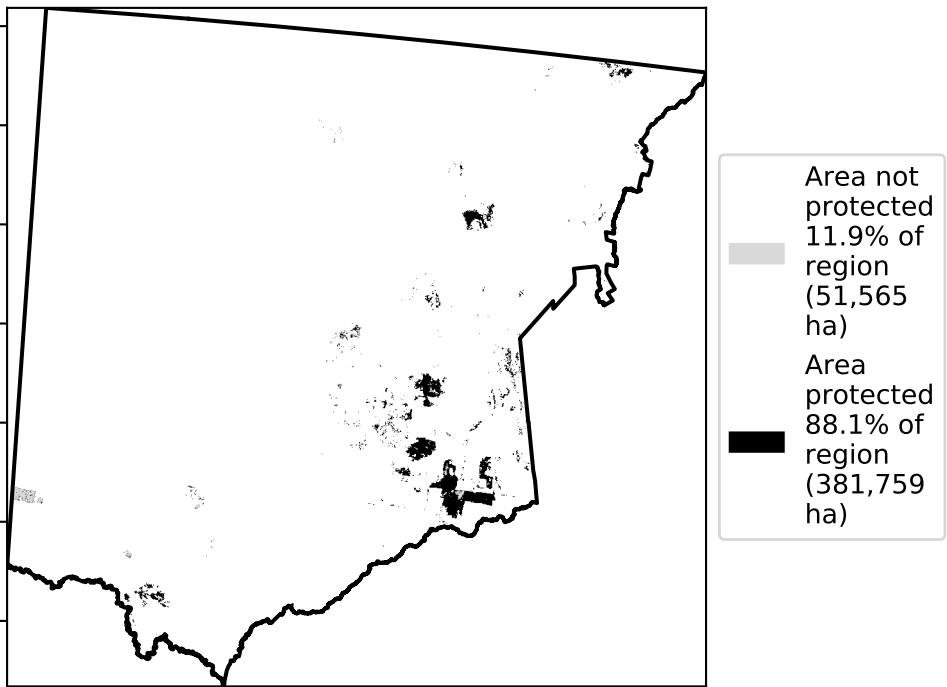 Area not
protected
11.9% of
region
(51,565
ha)
Area
protected
88.1% of
region
(381,759
ha)